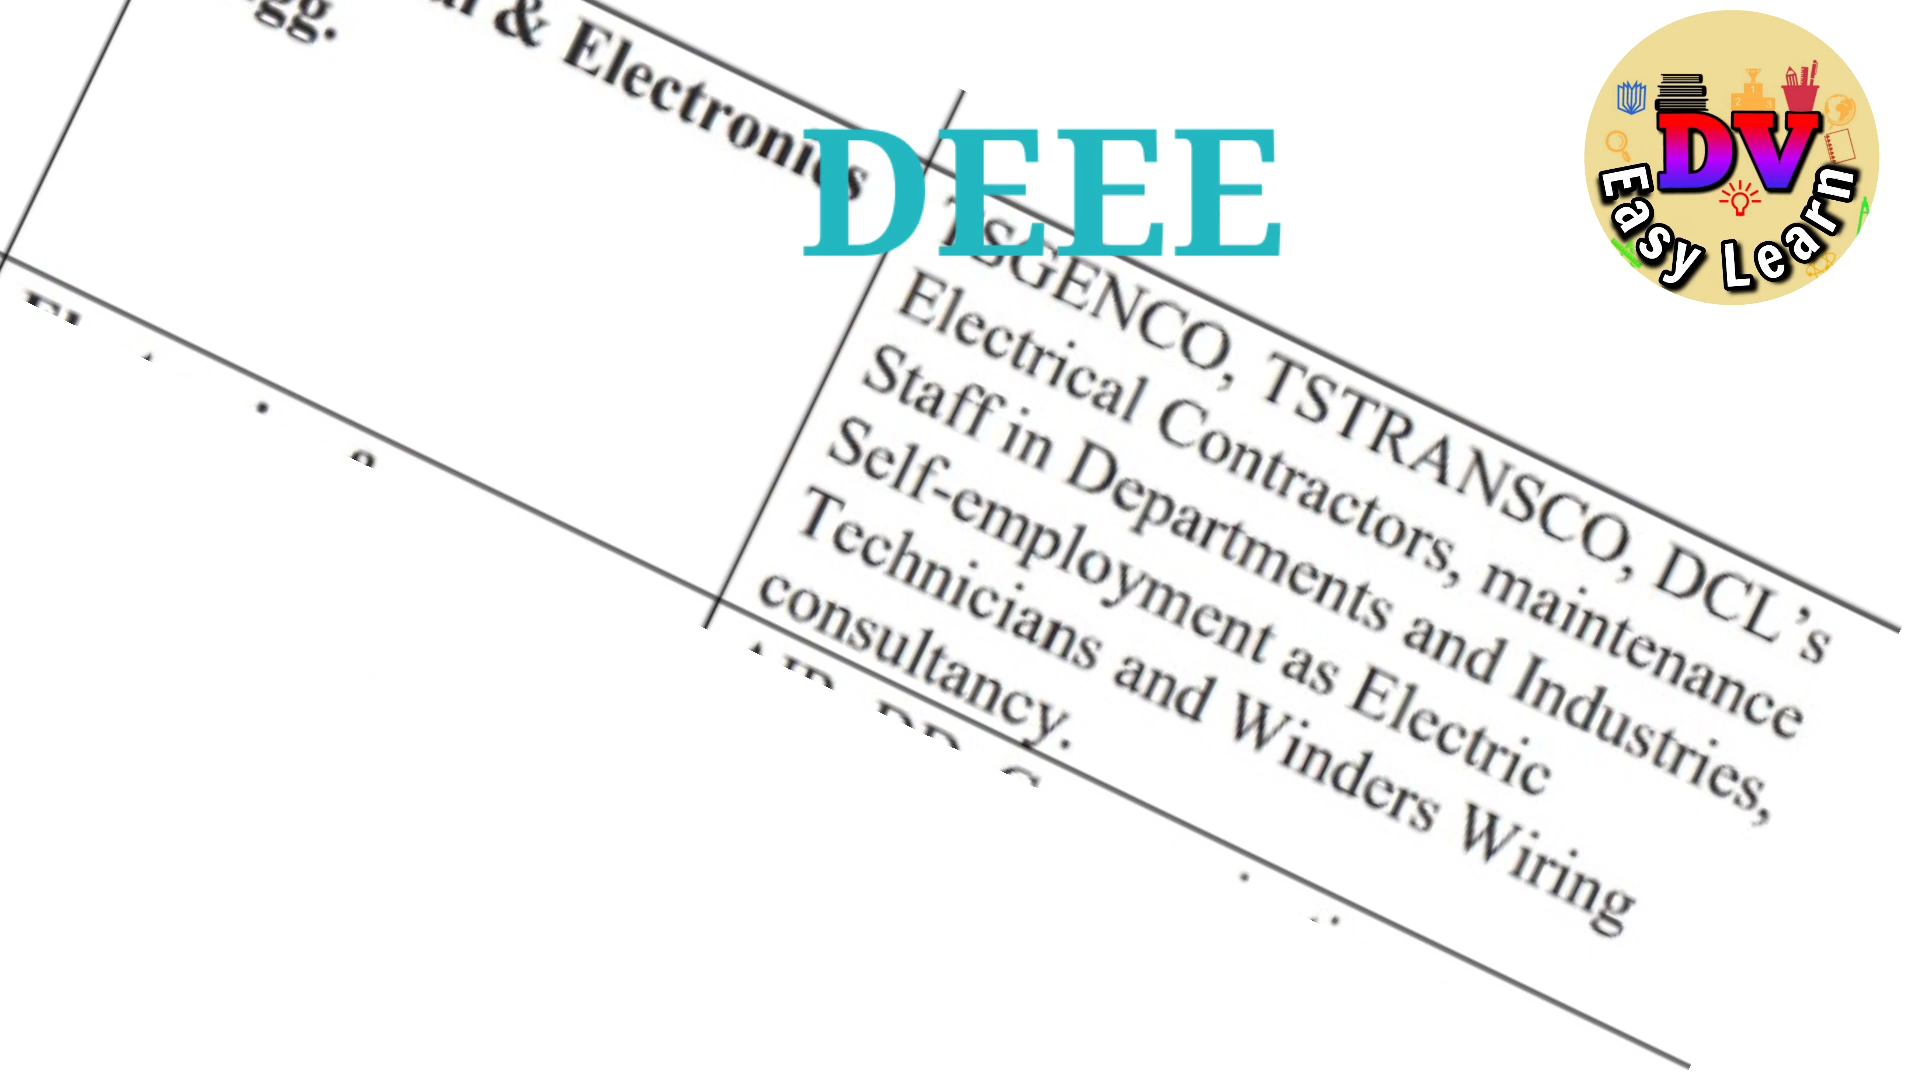 & Electronics
DEEE
TSGENCO, TSTRANSCO, DCL's
Electrical Contractors, maintenance
Staff in Departments and Industries,
Self-employment as Electric
Technicians and Winders Wiring
consultancy.
DV
Easy Learn